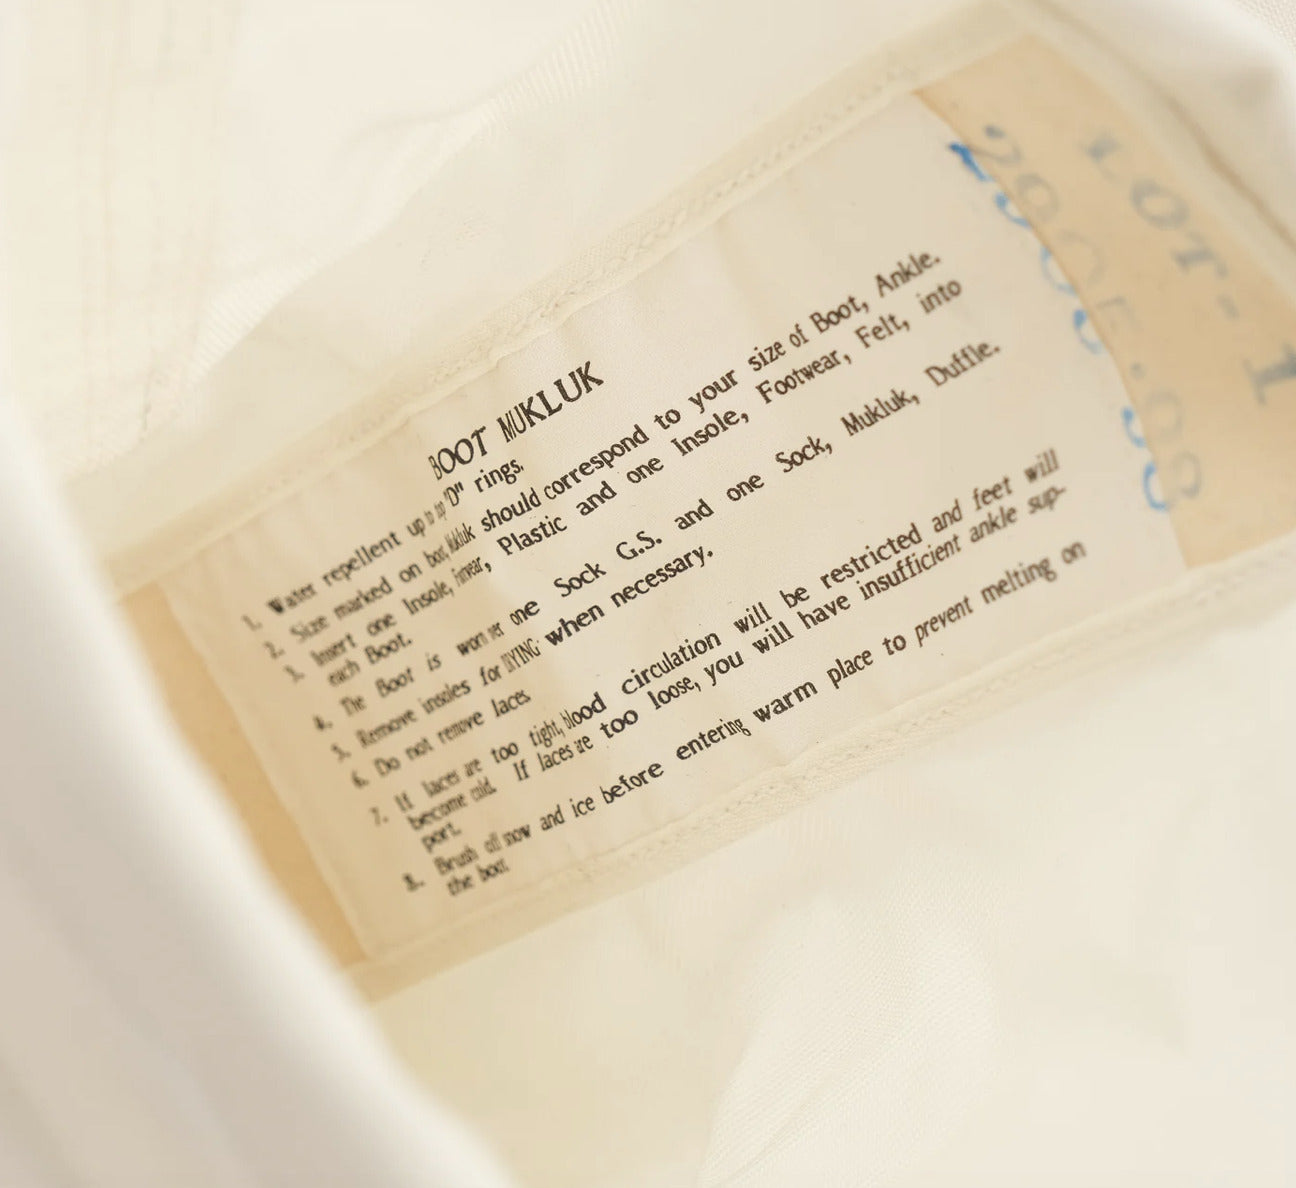 BOOT MUKLUK
1. Water repellent up to top "D" rings.
2. Size marked on boot, Mukluk should correspond to your size of Boot, Ankle.
3. Insert one Insole, Footwear, Plastic and one Insole, Footwear, Felt, into
each Boot.
4. The Boot is worn over one Sock G.S. and one Sock, Mukluk, Duffle.
5. Remove insoles for DRYING when necessary.
6. Do not remove laces
7. If laces are too tight, blood circulation will be restricted and feet will
become cold. If laces are too loose, you will have insufficient ankle sup-
port.
8. Brush off snow and ice before entering warm place to prevent melting on
the boot.
LOT-1